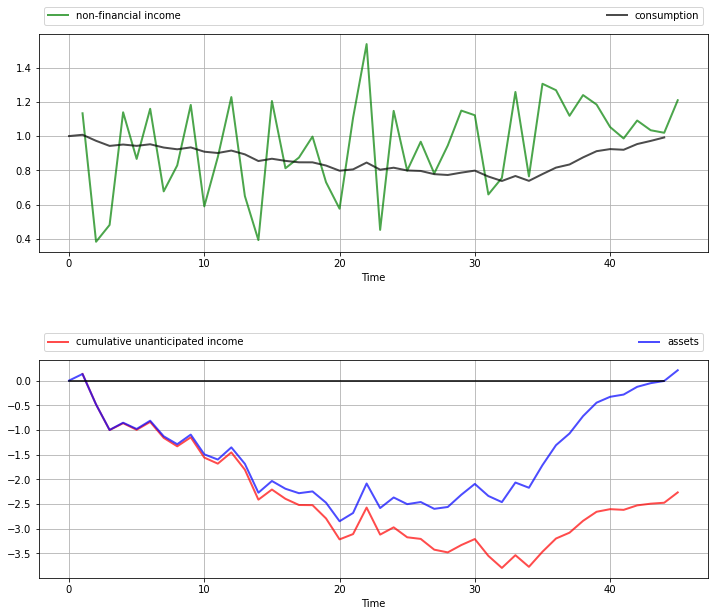 non-financial income consumption
1.4
1.2
1.0
0.8
0.6
0.4
0 10 20 30 40
Time
cumulative unanticipated income assets
0.0
−0.5
−1.0
−1.5
−2.0
−2.5
−3.0
−3.5
0 10 20 30 40
Time